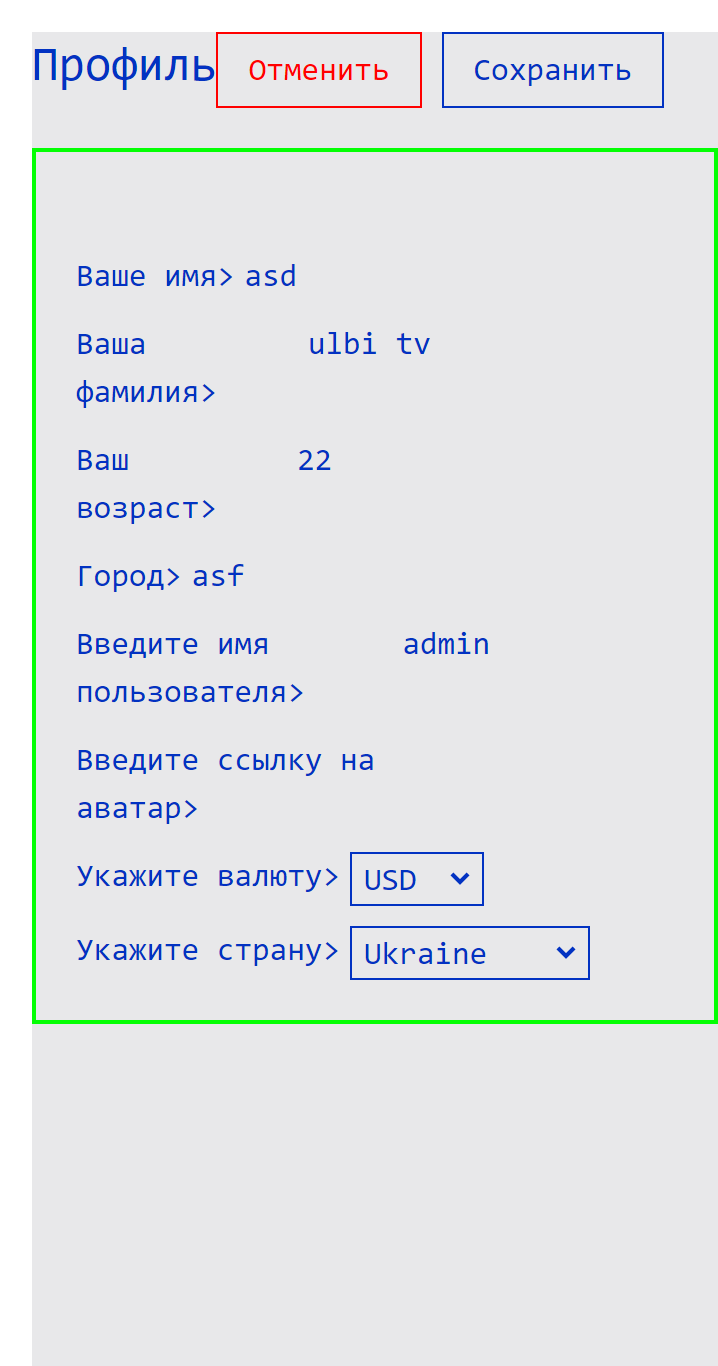 Профиль Отменить Сохранить
Ваше имя> asd
Ваша ulbi tv
фамилия>
Ваш 22
возраст>
Город> asf
Введите имя admin
пользователя>
Введите ссылку на
аватар>
Укажите валюту> USD
Укажите страну> Ukraine